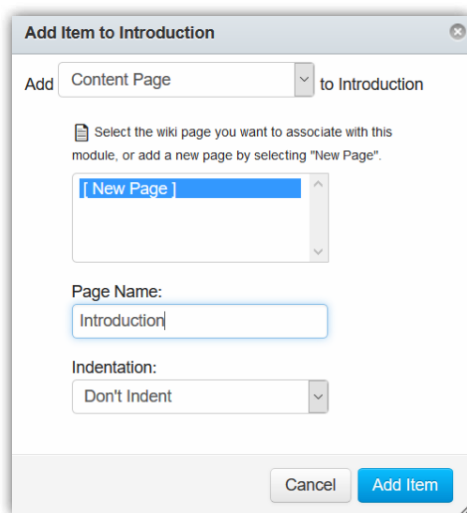 Add Item to Introduction
Add Content Page to Introduction
Select the wiki page you want to associate with this
module, or add a new page by selecting "New Page".
[ New Page ]
Page Name:
Introduction
Indentation:
Don't Indent
Cancel Add Item